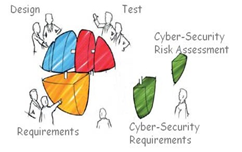 Design
Test
Cyber-Security
Risk Assessment
Requirements
Cyber-Security
Requirements